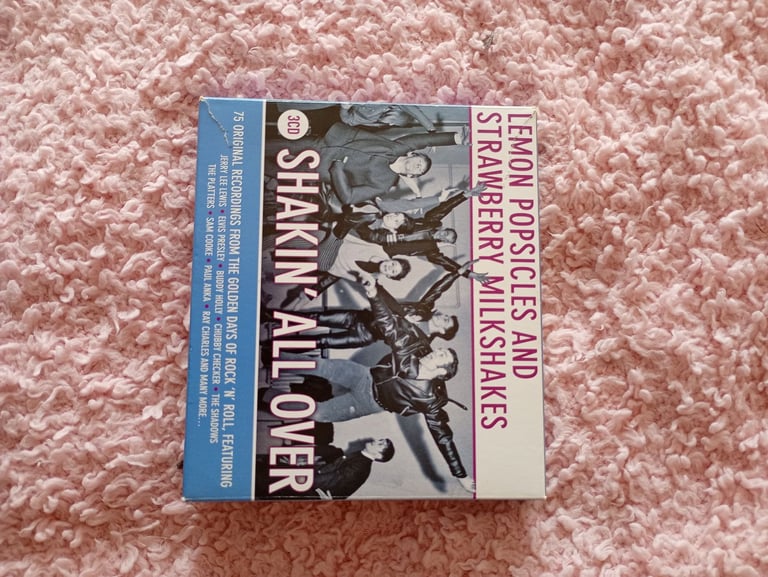 LEMON POPSICLES AND
STRAWBERRY MILKSHAKES
3CD
SHAKIN' ALL OVER
75 ORIGINAL RECORDINGS FROM THE GOLDEN DAYS OF ROCK 'N' ROLL, FEATURING
JERRY LEE LEWIS • ELVIS PRESLEY • BUDDY HOLLY • CHUBBY CHECKER • THE SHADOWS
THE PLATTERS • SAM COOKE • PAUL ANKA • RAY CHARLES AND MANY MORE...